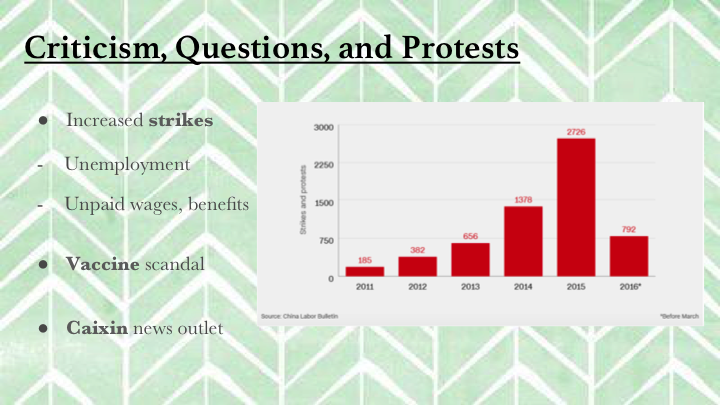 Criticism, Questions, and Protests
● Increased strikes
- Unemployment
- Unpaid wages, benefits
● Vaccine scandal
● Caixin news outlet
Strikes and protests
3000
2250
1500
750
0
185
382
656
1378
2726
792
2011 2012 2013 2014 2015 2016*
Source: China Labor Bulletin
*Before March